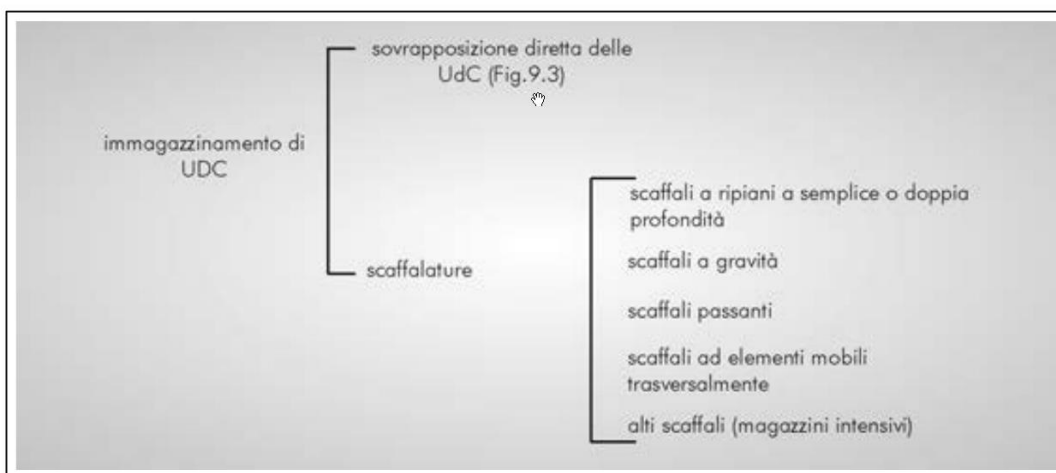 sovrapposizione diretta delle
UdC (Fig.9.3)
immagazzinamento di
UDC
scaffalature
scaffali a ripiani a semplice o doppia
profondità
scaffali a gravità
scaffali passanti
scaffali ad elementi mobili
trasversalmente
alti scaffali (magazzini intensivi)